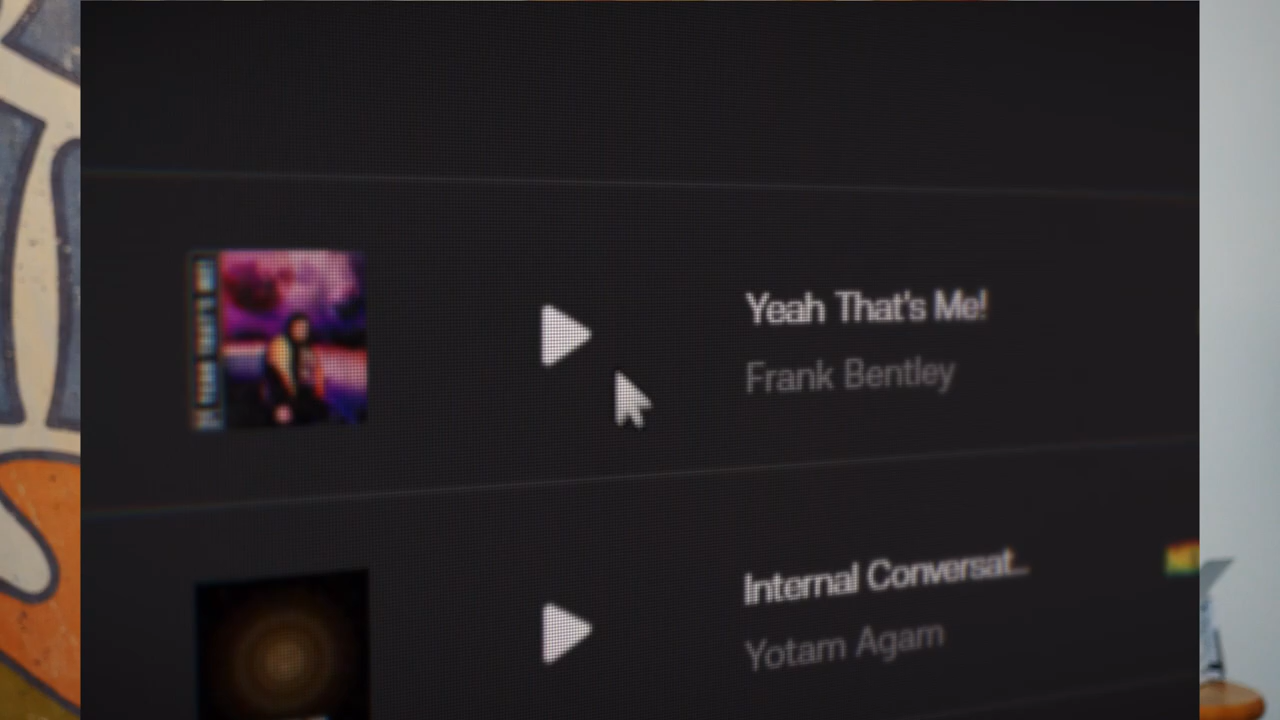 Yeah That's Me!
Frank Bentley
Internal Conversat...
Yotam Agam